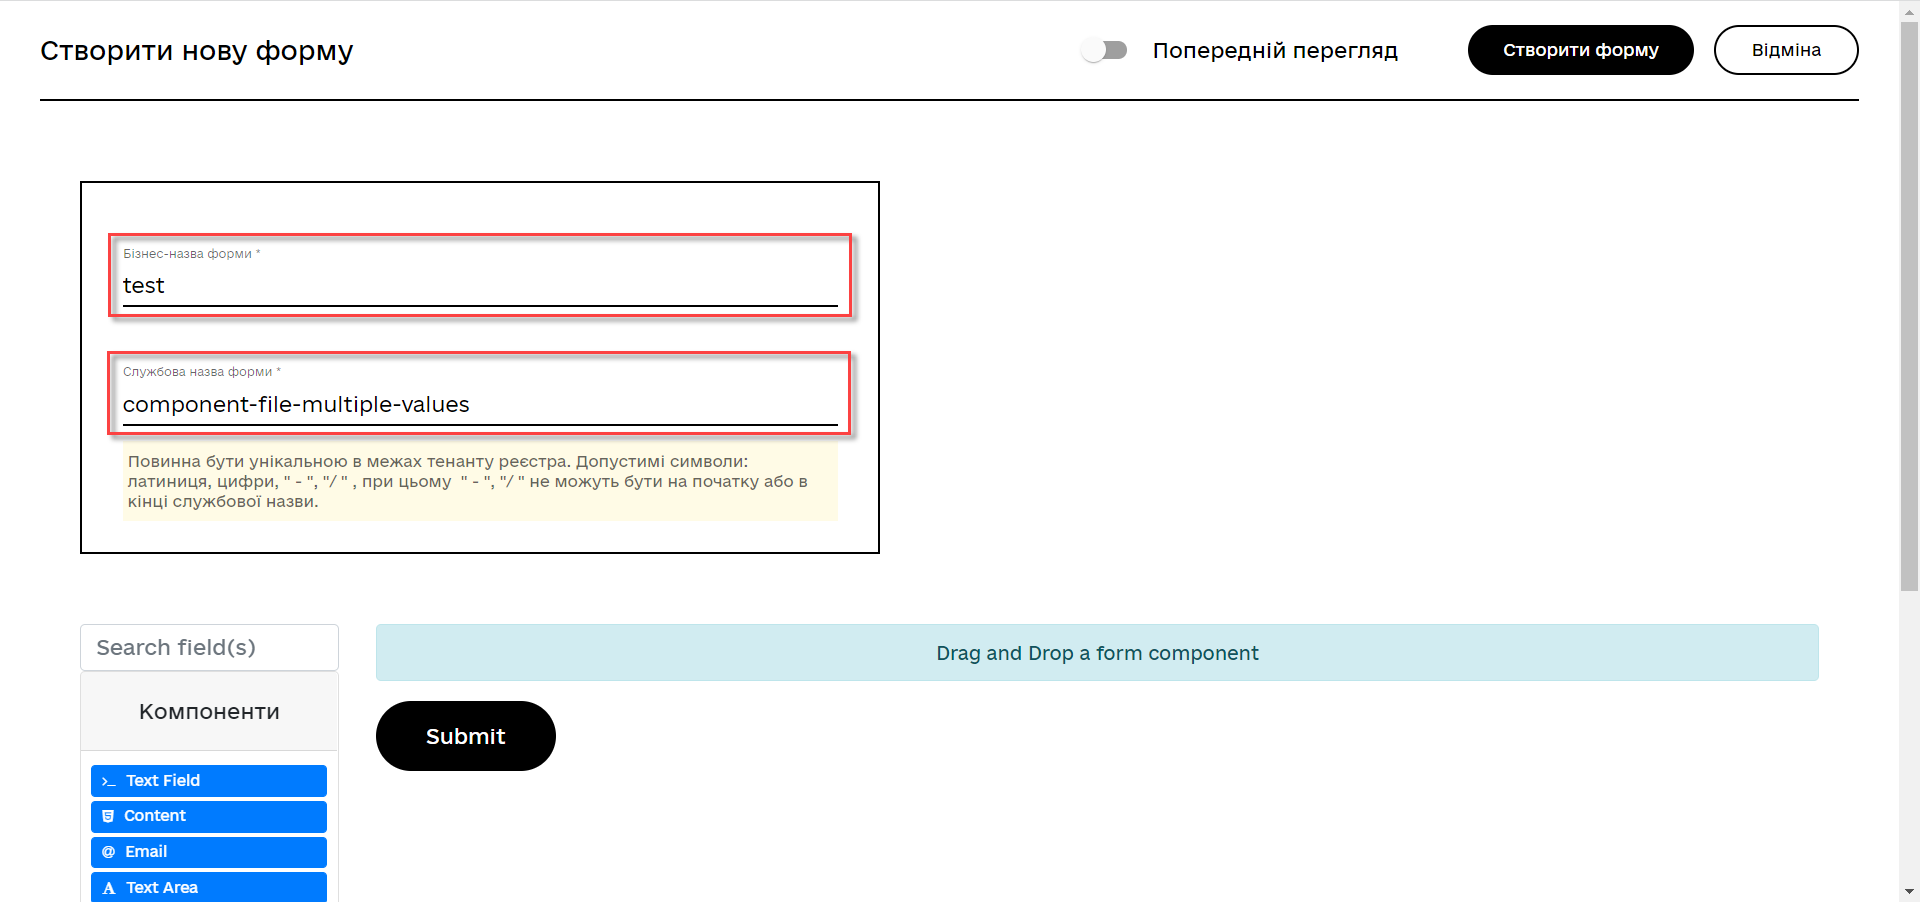 Створити нову форму
Попередній перегляд
Створити форму
Відміна
Бізнес-назва форми *
test
Службова назва форми *
component-file-multiple-values
Повинна бути унікальною в межах тенанту реєстра. Допустимі символи:
латиниця, цифри, " - ", "/ " , при цьому " - ", "/ " не можуть бути на початку або в
кінці службової назви.
Search field(s)
Компоненти
Text Field
Content
Email
Text Area
Drag and Drop a form component
Submit